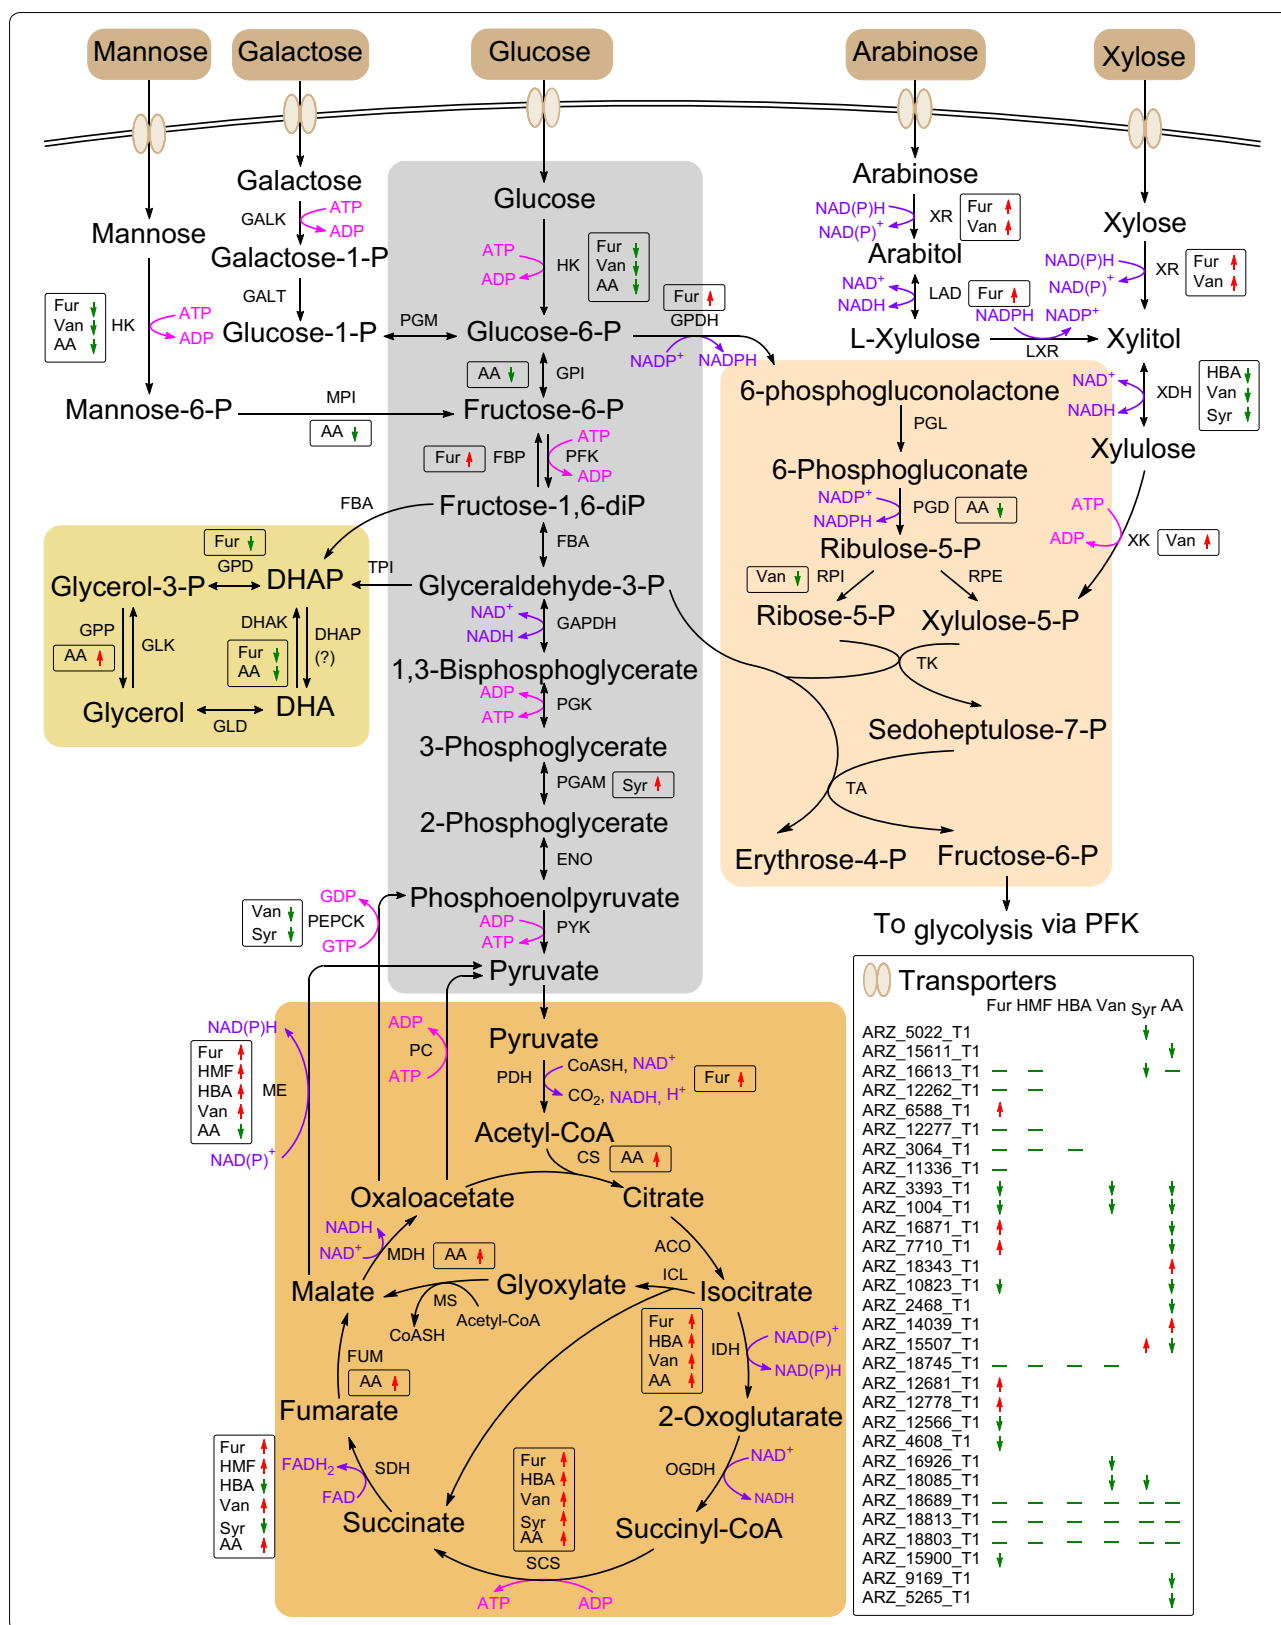 Mannose
Galactose
Glucose
Arabinose
Xylose
Galactose
GALK
ATP
ADP
Galactose-1-P
GALT
Glucose-1-P
PGM
Mannose
Fur
Van
AA
HK
ATP
ADP
Mannose-6-P
MPI
AA
Glucose
ATP
ADP
HK
Fur
Van
AA
Glucose-6-P
Fur
GPDH
NADP+
NADPH
AA
GPI
Fructose-6-P
Fur
FBP
PFK
ATP
ADP
Fructose-1,6-diP
FBA
FBA
Glyceraldehyde-3-P
TPI
NAD+
NADH
GAPDH
1,3-Bisphosphoglycerate
ADP
ATP
PGK
3-Phosphoglycerate
PGAM
Syr
2-Phosphoglycerate
ENO
Phosphoenolpyruvate
ADP
ATP
PYK
Pyruvate
Fur
GPD
Glycerol-3-P
DHAP
GPP
AA
GLK
DHAK
Fur
AA
DHAP
(?)
Glycerol
GLD
DHA
Arabinose
NAD(P)H
NAD(P)+
XR
Fur
Van
Arabitol
NAD+
NADH
LAD
Fur
NADPH
NADP+
L-Xylulose
LXR
Xylitol
Xylose
NAD(P)H
NAD(P)+
XR
Fur
Van
NAD+
NADH
XDH
HBA
Van
Syr
Xylulose
ATP
ADP
XK
Van
6-phosphogluconolactone
PGL
6-Phosphogluconate
NADP+
NADPH
PGD
AA
Ribulose-5-P
Van
RPI
RPE
Ribose-5-P
Xylulose-5-P
TK
Sedoheptulose-7-P
TA
Erythrose-4-P
Fructose-6-P
To glycolysis via PFK
Van
Syr
PEPCK
GDP
GTP
NAD(P)H
Fur
HMF
HBA
Van
AA
ME
NAD(P)+
ADP
PC
ATP
Pyruvate
PDH
CoASH, NAD+
CO2, NADH, H+
Fur
Acetyl-CoA
CS
AA
Oxaloacetate
Citrate
NADH
NAD+
MDH
AA
ACO
ICL
Malate
Glyoxylate
Isocitrate
MS
Acetyl-CoA
CoASH
Fur
HBA
Van
AA
IDH
NAD(P)+
NAD(P)H
FUM
AA
Fumarate
2-Oxoglutarate
Fur
HMF
HBA
Van
Syr
AA
FADH2
FAD
SDH
Fur
HBA
Van
Syr
AA
OGDH
NAD+
NADH
Succinate
Succinyl-CoA
SCS
ATP
ADP
Transporters
Fur HMF HBA Van Syr AA
ARZ_5022_T1
ARZ_15611_T1
ARZ_16613_T1
ARZ_12262_T1
ARZ_6588_T1
ARZ_12277_T1
ARZ_3064_T1
ARZ_11336_T1
ARZ_3393_T1
ARZ_1004_T1
ARZ_16871_T1
ARZ_7710_T1
ARZ_18343_T1
ARZ_10823_T1
ARZ_2468_T1
ARZ_14039_T1
ARZ_15507_T1
ARZ_18745_T1
ARZ_12681_T1
ARZ_12778_T1
ARZ_12566_T1
ARZ_4608_T1
ARZ_16926_T1
ARZ_18085_T1
ARZ_18689_T1
ARZ_18813_T1
ARZ_18803_T1
ARZ_15900_T1
ARZ_9169_T1
ARZ_5265_T1